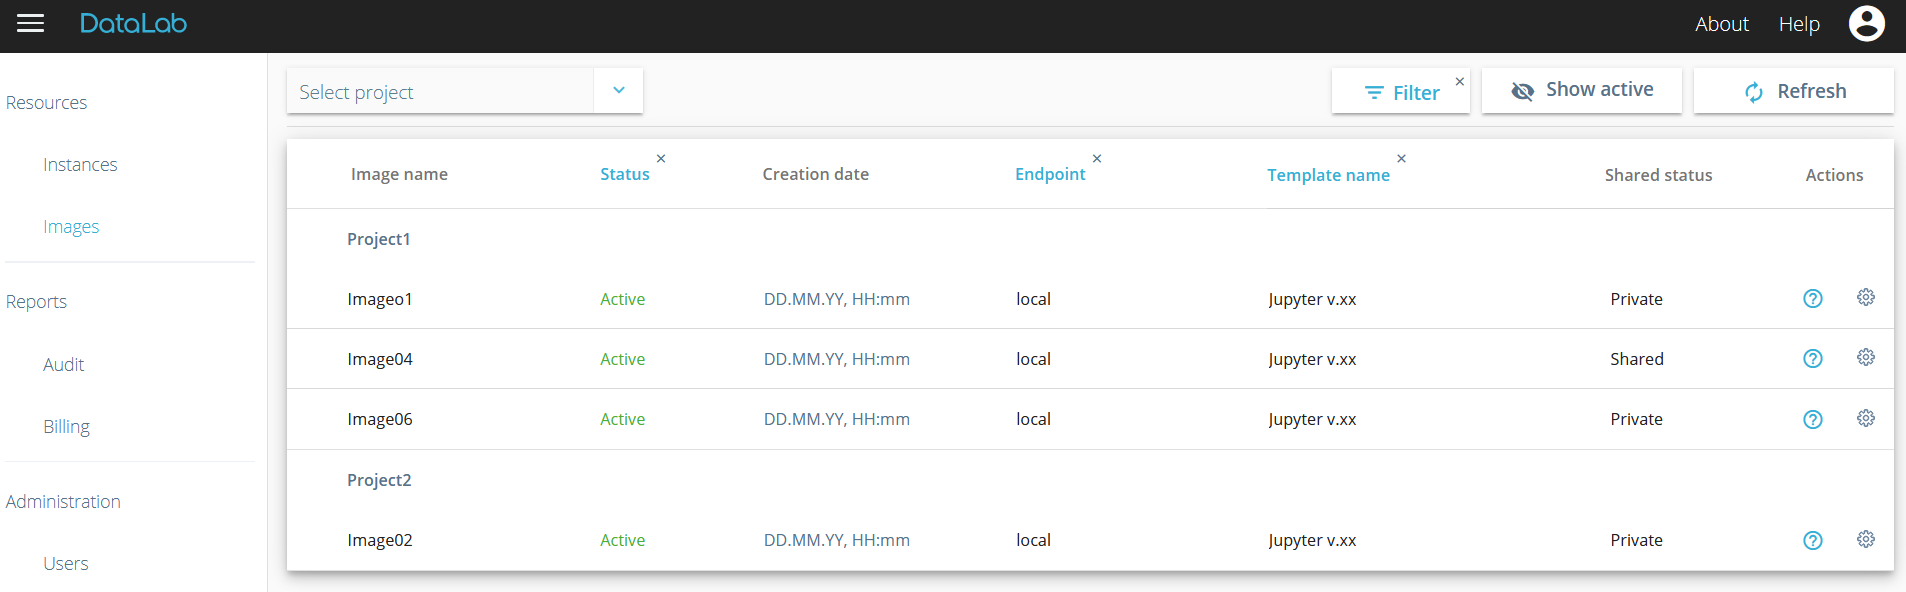 DataLab
About Help
Resources
Instances
Images
Reports
Audit
Billing
Administration
Users
Select project
Filter
Show active
Refresh
Image name Status Creation date Endpoint Template name Shared status Actions
Project1
Imageo1 Active DD.MM.YY, HH:mm local Jupyter v.xx Private
Image04 Active DD.MM.YY, HH:mm local Jupyter v.xx Shared
Image06 Active DD.MM.YY, HH:mm local Jupyter v.xx Private
Project2
Image02 Active DD.MM.YY, HH:mm local Jupyter v.xx Private